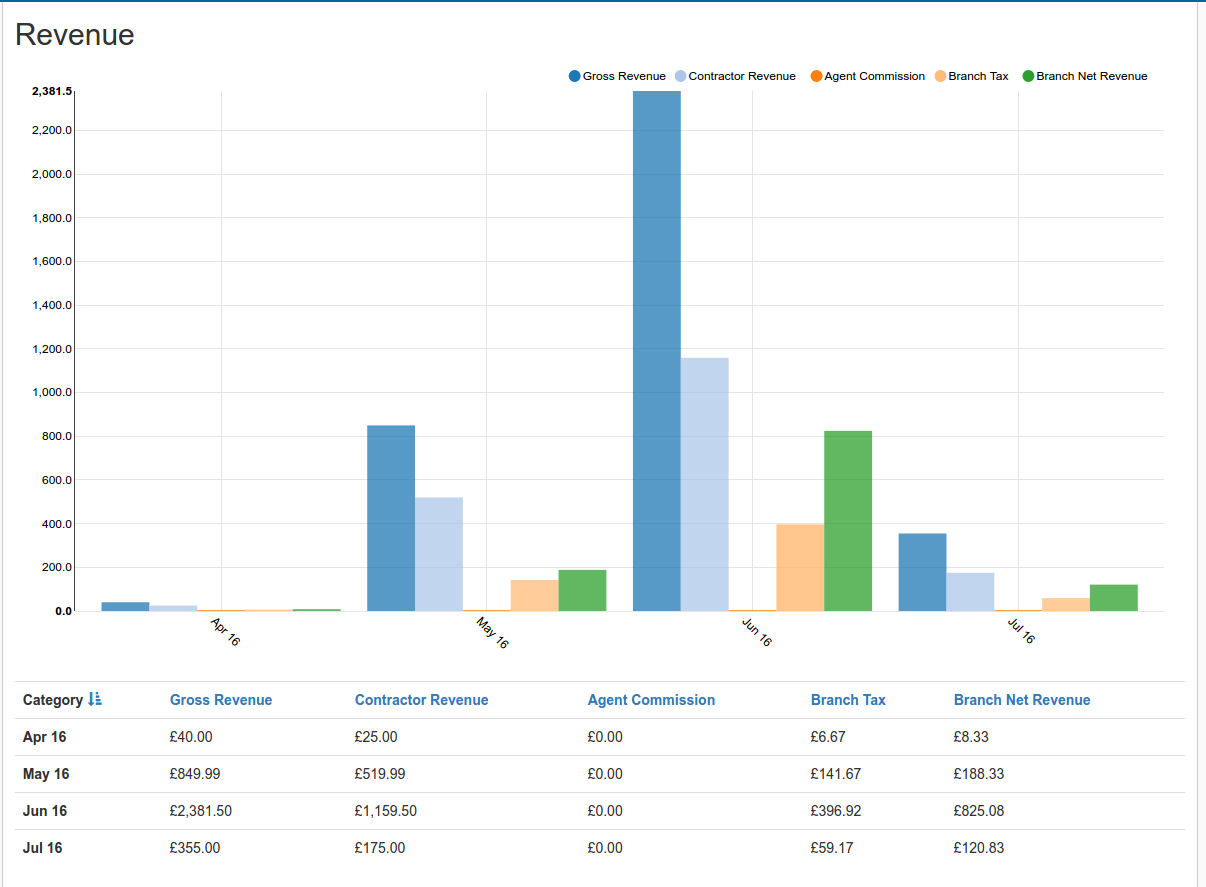 Revenue
Gross Revenue Contractor Revenue Agent Commission Branch Tax Branch Net Revenue
2,381.5
2,200.0
2,000.0
1,800.0
1,600.0
1,400.0
1,200.0
1,000.0
800.0
600.0
400.0
200.0
0.0
Apr 16 May 16 Jun 16 Jul 16
Category Gross Revenue Contractor Revenue Agent Commission Branch Tax Branch Net Revenue
Apr 16 £40.00 £25.00 £0.00 £6.67 £8.33
May 16 £849.99 £519.99 £0.00 £141.67 £188.33
Jun 16 £2,381.50 £1,159.50 £0.00 £396.92 £825.08
Jul 16 £355.00 £175.00 £0.00 £59.17 £120.83